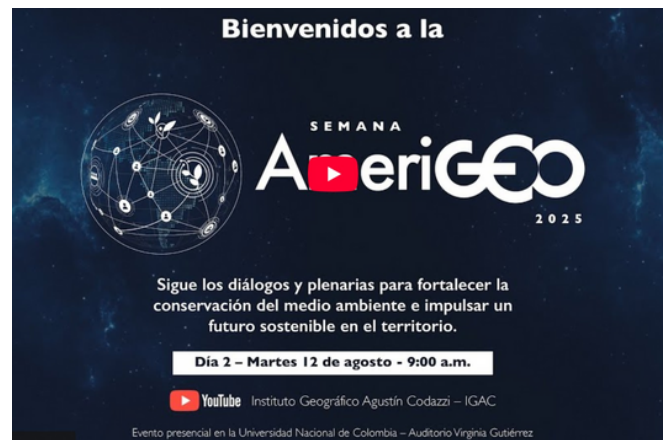 Bienvenidos a la
SEMANA
AmeriGEO
2025
Sigue los diálogos y plenarias para fortalecer la
conservación del medio ambiente e impulsar un
futuro sostenible en el territorio.
Día 2 – Martes 12 de agosto - 9:00 a.m.
YouTube Instituto Geográfico Agustín Codazzi – IGAC
Evento presencial en la Universidad Nacional de Colombia – Auditorio Virginia Gutiérrez